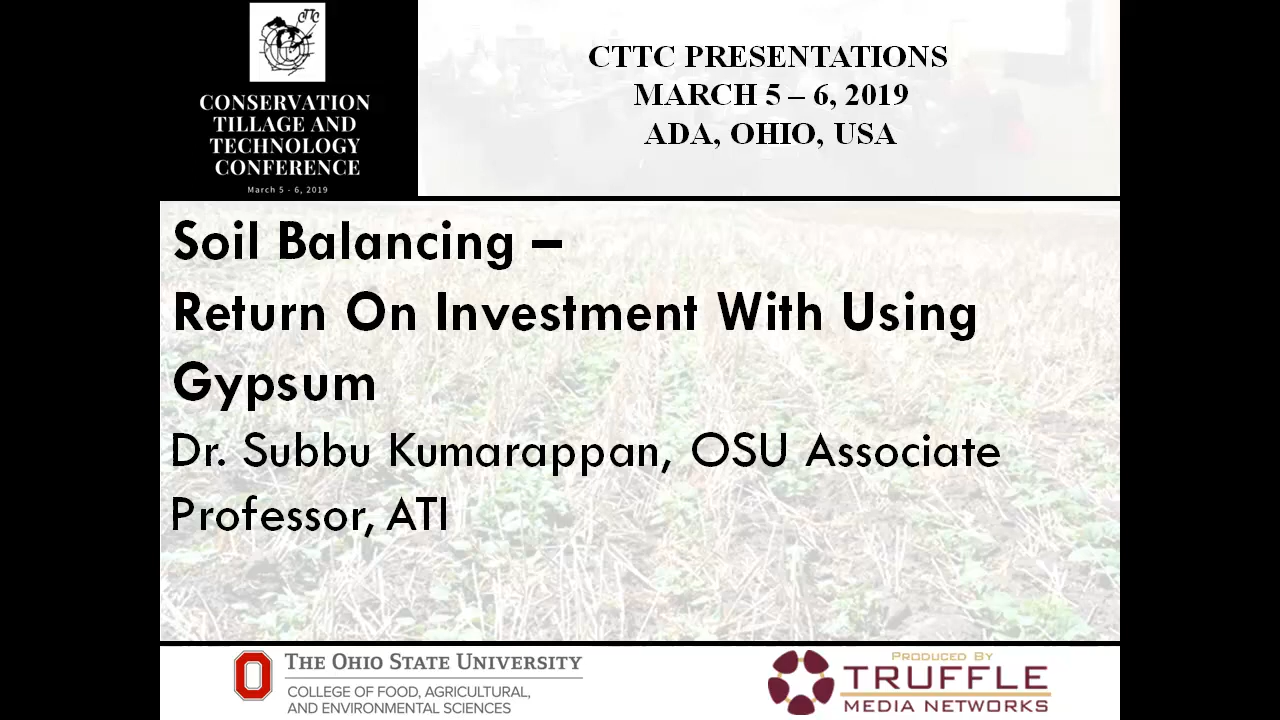 CTTC
CONSERVATION
TILLAGE AND
TECHNOLOGY
CONFERENCE
March 5 - 6, 2019
CTTC PRESENTATIONS
MARCH 5 – 6, 2019
ADA, OHIO, USA
Soil Balancing –
Return On Investment With Using
Gypsum
Dr. Subbu Kumarappan, OSU Associate
Professor, ATI
THE OHIO STATE UNIVERSITY
COLLEGE OF FOOD, AGRICULTURAL,
AND ENVIRONMENTAL SCIENCES
PRODUCED BY
TRUFFLE
MEDIA NETWORKS